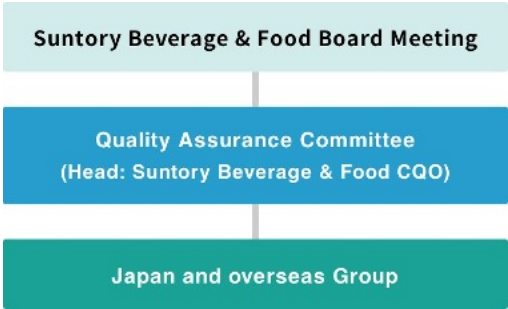 Suntory Beverage & Food Board Meeting
Quality Assurance Committee
(Head: Suntory Beverage & Food CQO)
Japan and overseas Group